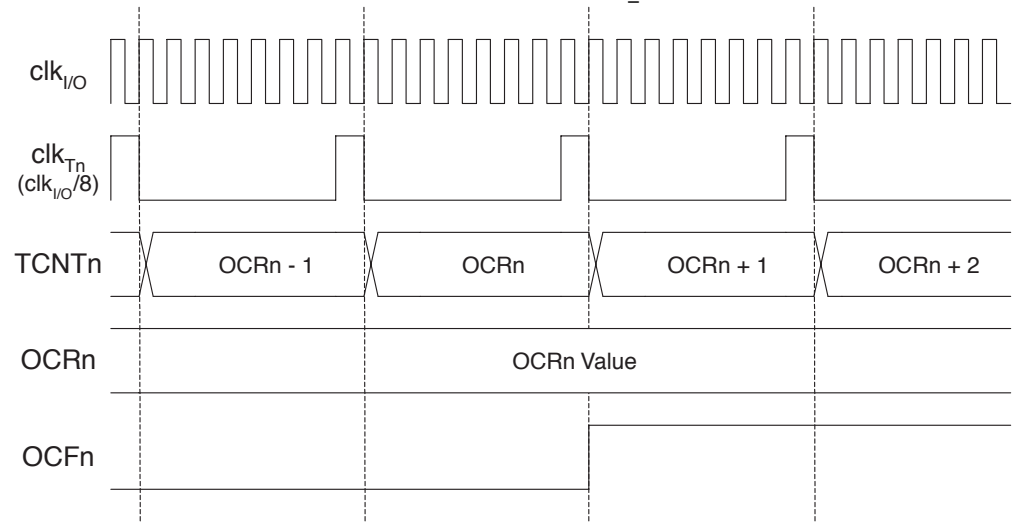 clkI/O
clkTn
(clkI/O/8)
TCNTn
OCRn - 1
OCRn
OCRn + 1
OCRn + 2
OCRn
OCRn Value
OCFn